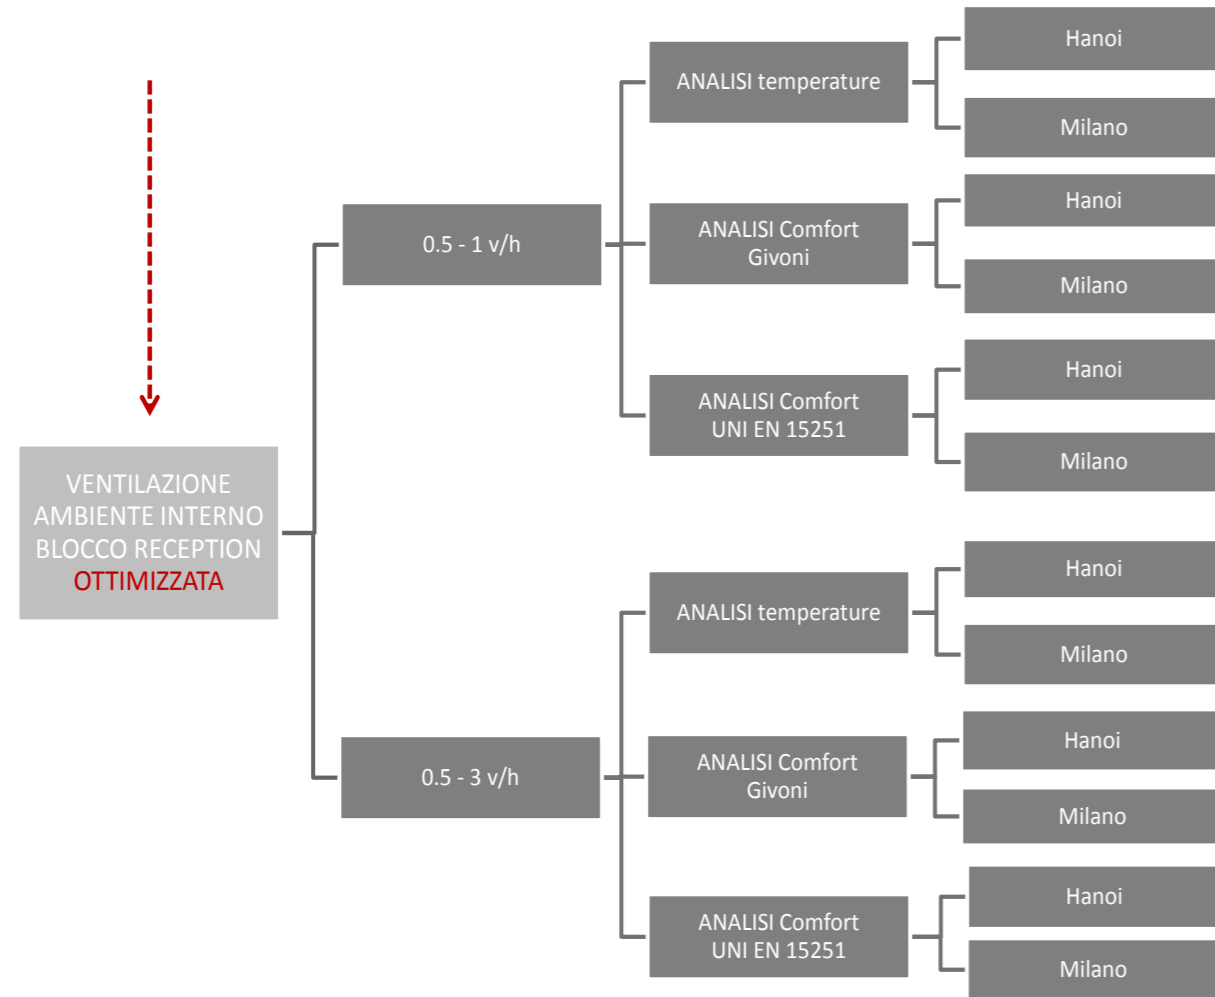 VENTILAZIONE
AMBIENTE INTERNO
BLOCCO RECEPTION
OTTIMIZZATA
0.5 - 1 v/h
ANALISI temperature
Hanoi
Milano
ANALISI Comfort
Givoni
Hanoi
Milano
ANALISI Comfort
UNI EN 15251
Hanoi
Milano
0.5 - 3 v/h
ANALISI temperature
Hanoi
Milano
ANALISI Comfort
Givoni
Hanoi
Milano
ANALISI Comfort
UNI EN 15251
Hanoi
Milano